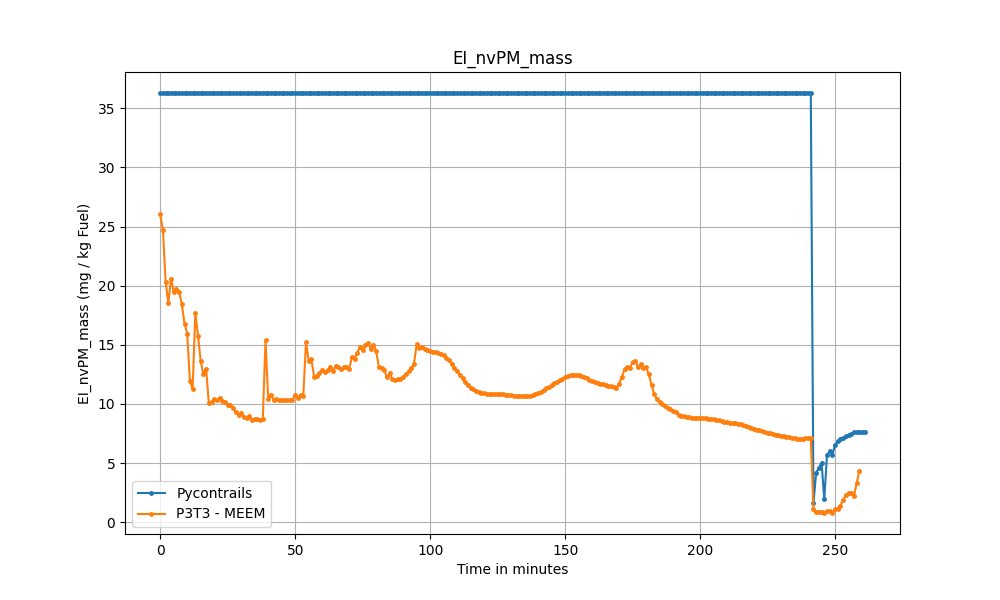 EI_nvPM_mass
EI_nvPM_mass (mg / kg Fuel)
35
30
25
20
15
10
5
0
Pycontrails
P3T3 - MEEM
0 50 100 150 200 250
Time in minutes